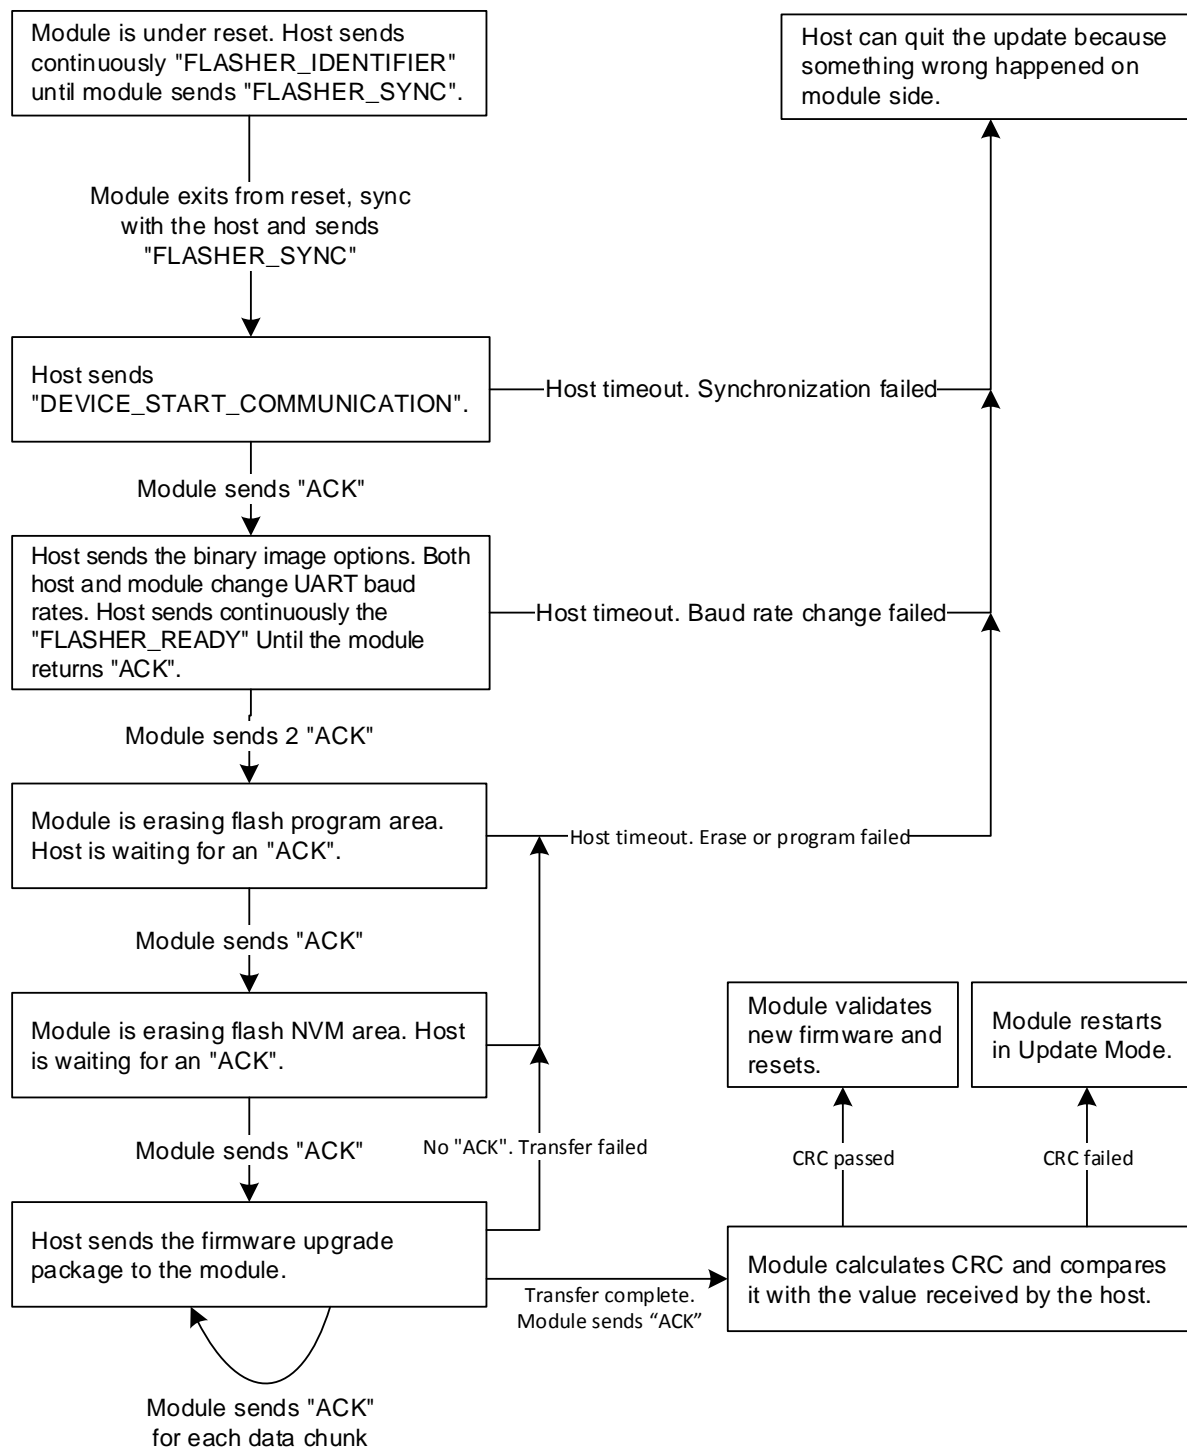 Module is under reset. Host sends
continuously "FLASHER_IDENTIFIER"
until module sends "FLASHER_SYNC".
Host can quit the update because
something wrong happened on
module side.
Module exits from reset, sync
with the host and sends
"FLASHER_SYNC"
Host sends
"DEVICE_START_COMMUNICATION".
Host timeout. Synchronization failed
Module sends "ACK"
Host sends the binary image options. Both
host and module change UART baud
rates. Host sends continuously the
"FLASHER_READY" Until the module
returns "ACK".
Host timeout. Baud rate change failed
Module sends 2 "ACK"
Module is erasing flash program area.
Host is waiting for an "ACK".
Host timeout. Erase or program failed
Module sends "ACK"
Module is erasing flash NVM area. Host
is waiting for an "ACK".
Module validates
new firmware and
resets.
Module restarts
in Update Mode.
Module sends "ACK"
No "ACK". Transfer failed
CRC passed
CRC failed
Host sends the firmware upgrade
package to the module.
Transfer complete.
Module sends “ACK”
Module calculates CRC and compares
it with the value received by the host.
Module sends "ACK"
for each data chunk